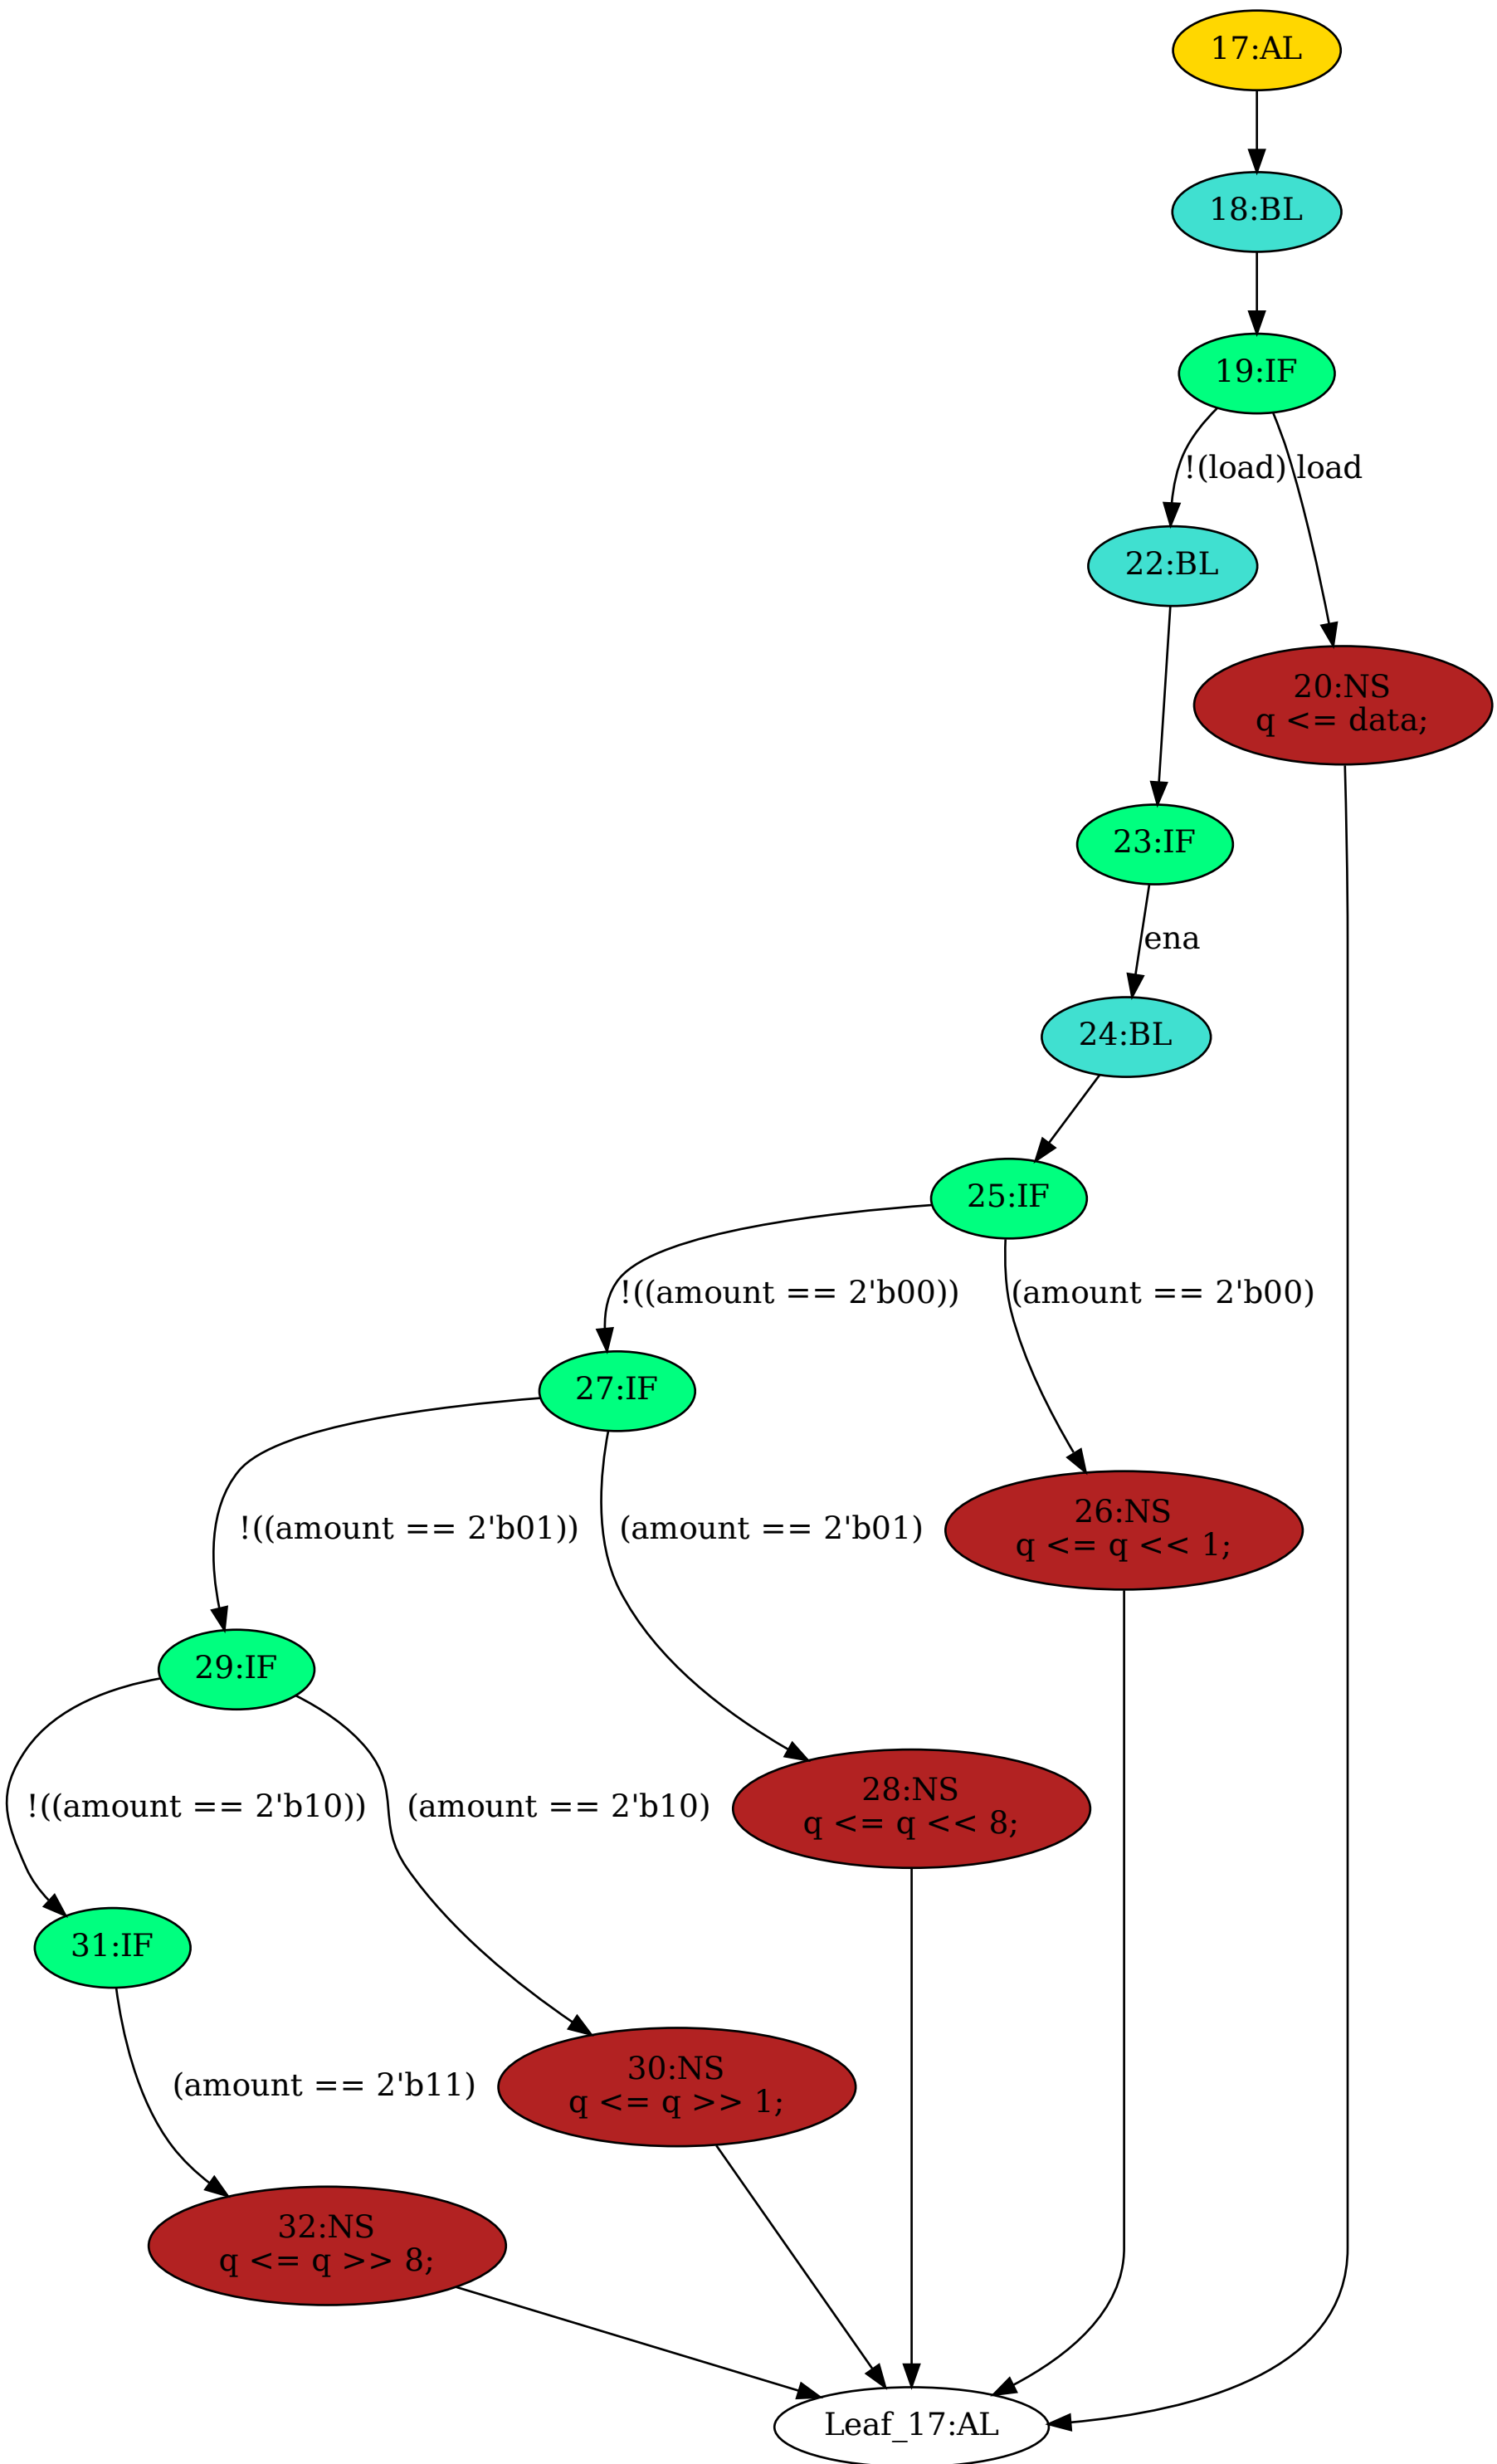 17:AL
18:BL
19:IF
!(load)
load
22:BL
20:NS
q <= data;
23:IF
ena
24:BL
25:IF
!((amount == 2'b00))
(amount == 2'b00)
27:IF
26:NS
q <= q << 1;
!((amount == 2'b01))
(amount == 2'b01)
29:IF
28:NS
q <= q << 8;
!((amount == 2'b10))
(amount == 2'b10)
31:IF
30:NS
q <= q >> 1;
(amount == 2'b11)
32:NS
q <= q >> 8;
Leaf_17:AL